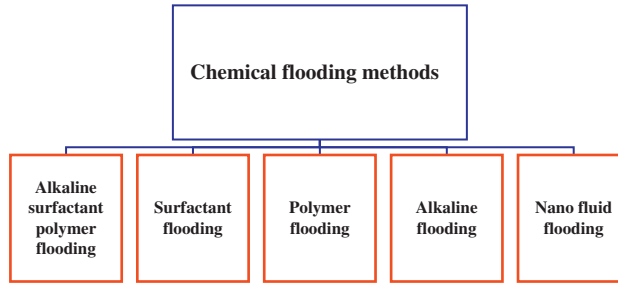 Chemical flooding methods
Alkaline
surfactant
polymer
flooding
Surfactant
flooding
Polymer
flooding
Alkaline
flooding
Nano fluid
flooding